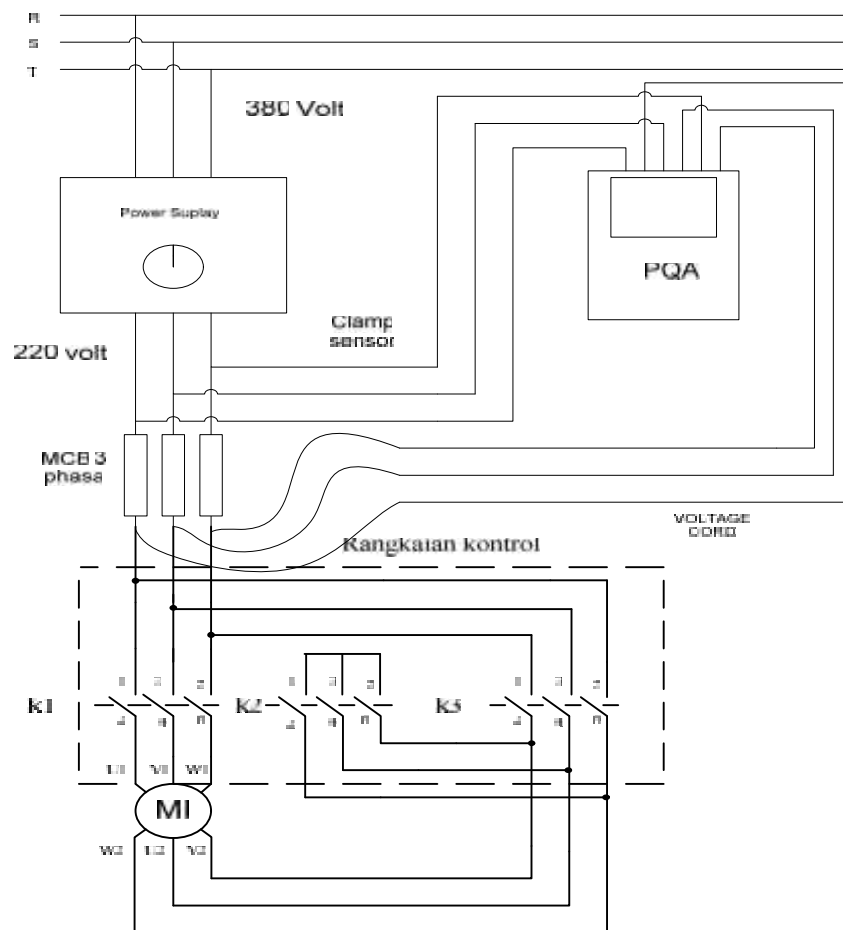 R
S
T
380 Volt
Power Suplay
PQA
Clamp
sensor
220 volt
MCB 3
phasa
VOLTAGE
CORD
Rangkaian kontrol
k1
k2
k3
U1 V1 W1
MI
W2 U2 V2